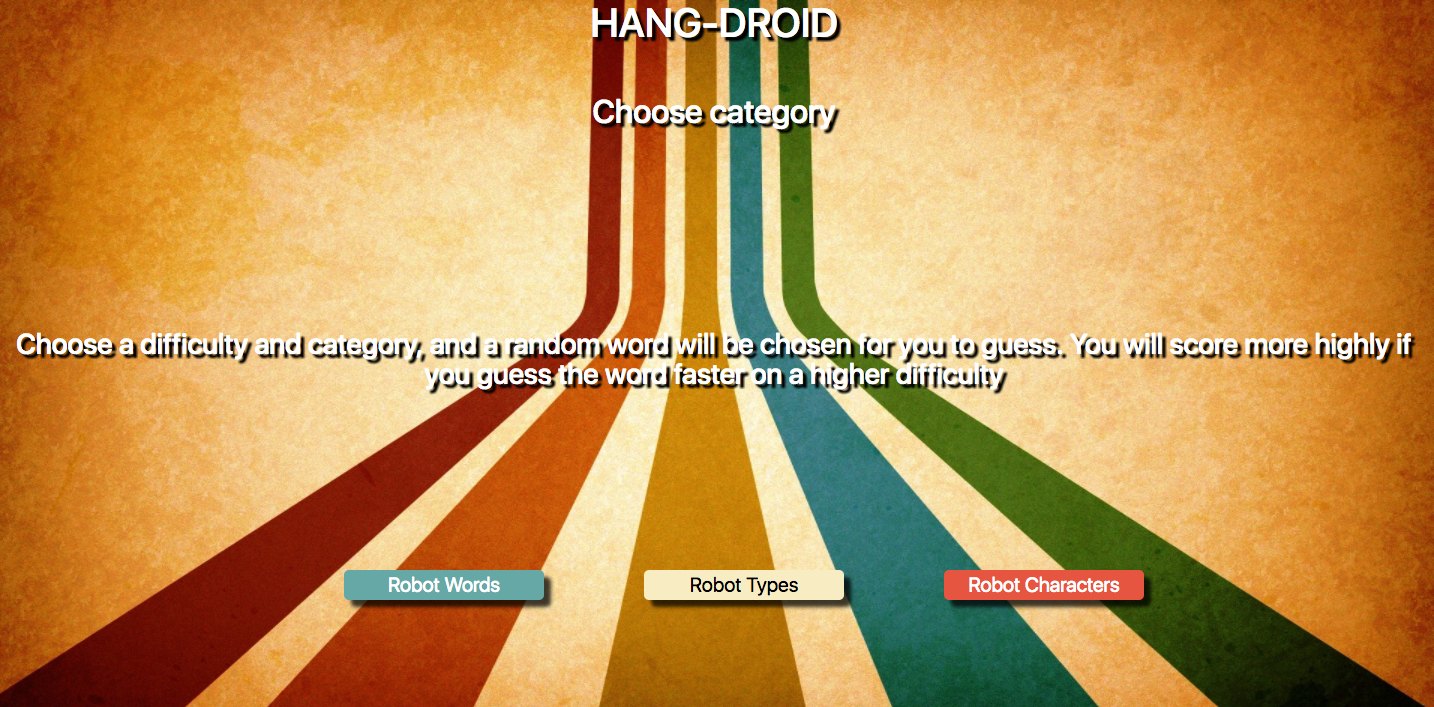 HANG-DROID
Choose category
Choose a difficulty and category, and a random word will be chosen for you to guess. You will score more highly if
you guess the word faster on a higher difficulty
Robot Words
Robot Types
Robot Characters